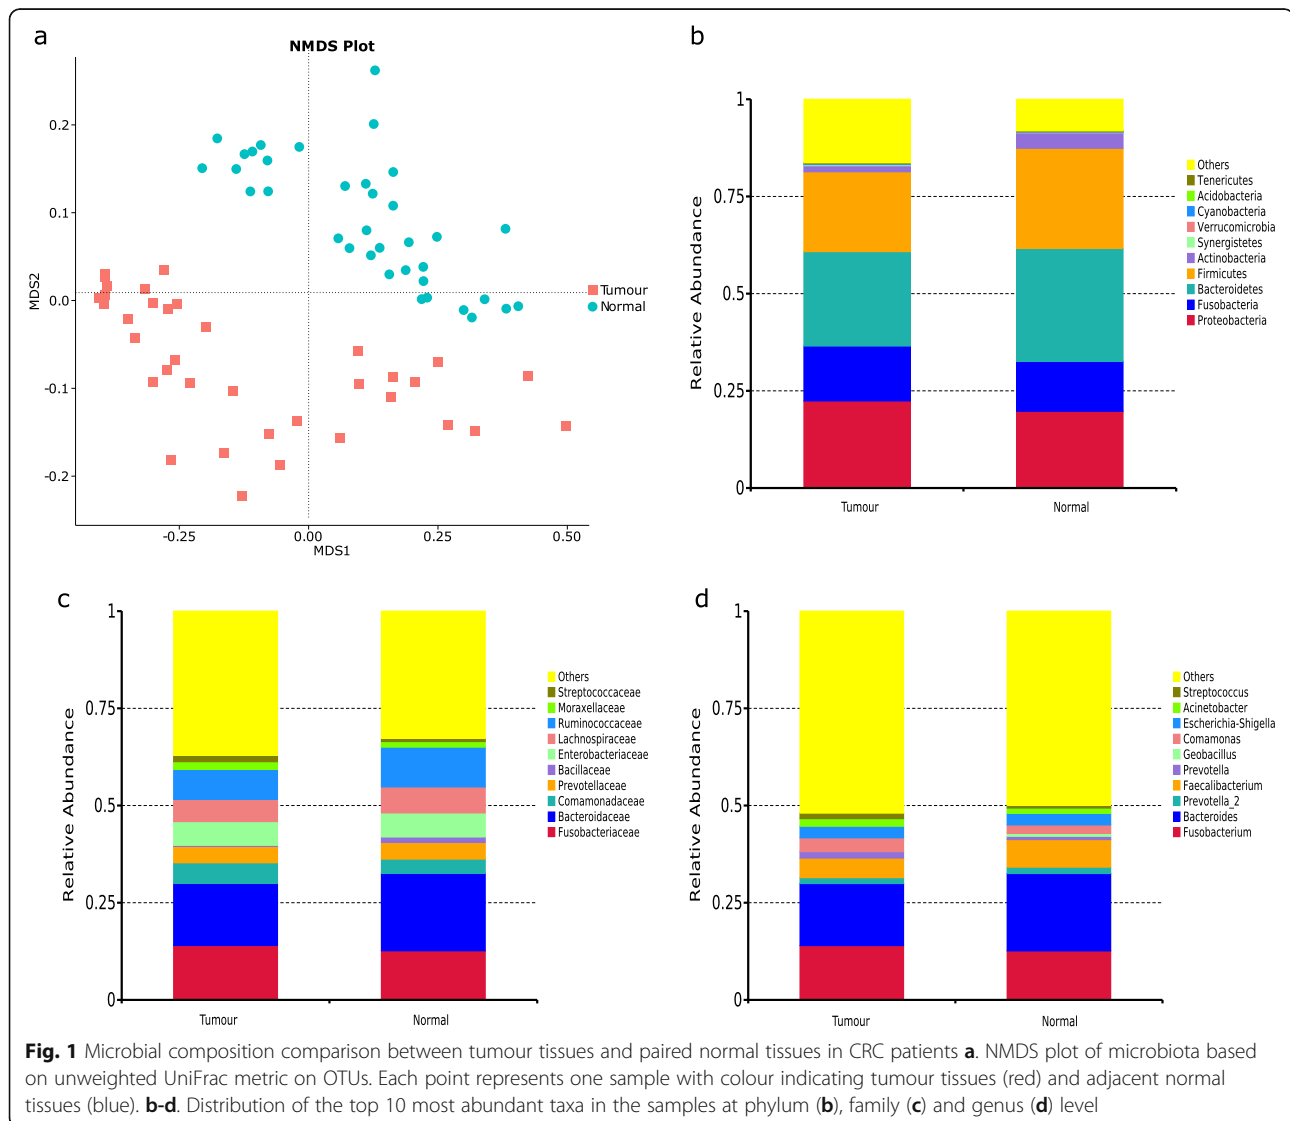 a
NMDS Plot
MDS2
0.2
0.1
0.0
-0.1
-0.2
-0.25
0.00
0.25
0.50
MDS1
Tumour
Normal
b
Relative Abundance
1
0.75
0.5
0.25
0
Tumour
Normal
Others
Tenericutes
Acidobacteria
Cyanobacteria
Verrucomicrobia
Synergistetes
Actinobacteria
Firmicutes
Bacteroidetes
Fusobacteria
Proteobacteria
c
Relative Abundance
1
0.75
0.5
0.25
0
Tumour
Normal
Others
Streptococcaceae
Moraxellaceae
Ruminococcaceae
Lachnospiraceae
Enterobacteriaceae
Bacillaceae
Prevotellaceae
Comamonadaceae
Bacteroidaceae
Fusobacteriaceae
d
Relative Abundance
1
0.75
0.5
0.25
0
Tumour
Normal
Others
Streptococcus
Acinetobacter
Escherichia-Shigella
Comamonas
Geobacillus
Prevotella
Faecalibacterium
Prevotella_2
Bacteroides
Fusobacterium
Fig. 1 Microbial composition comparison between tumour tissues and paired normal tissues in CRC patients a. NMDS plot of microbiota based
on unweighted UniFrac metric on OTUs. Each point represents one sample with colour indicating tumour tissues (red) and adjacent normal
tissues (blue). b-d. Distribution of the top 10 most abundant taxa in the samples at phylum (b), family (c) and genus (d) level